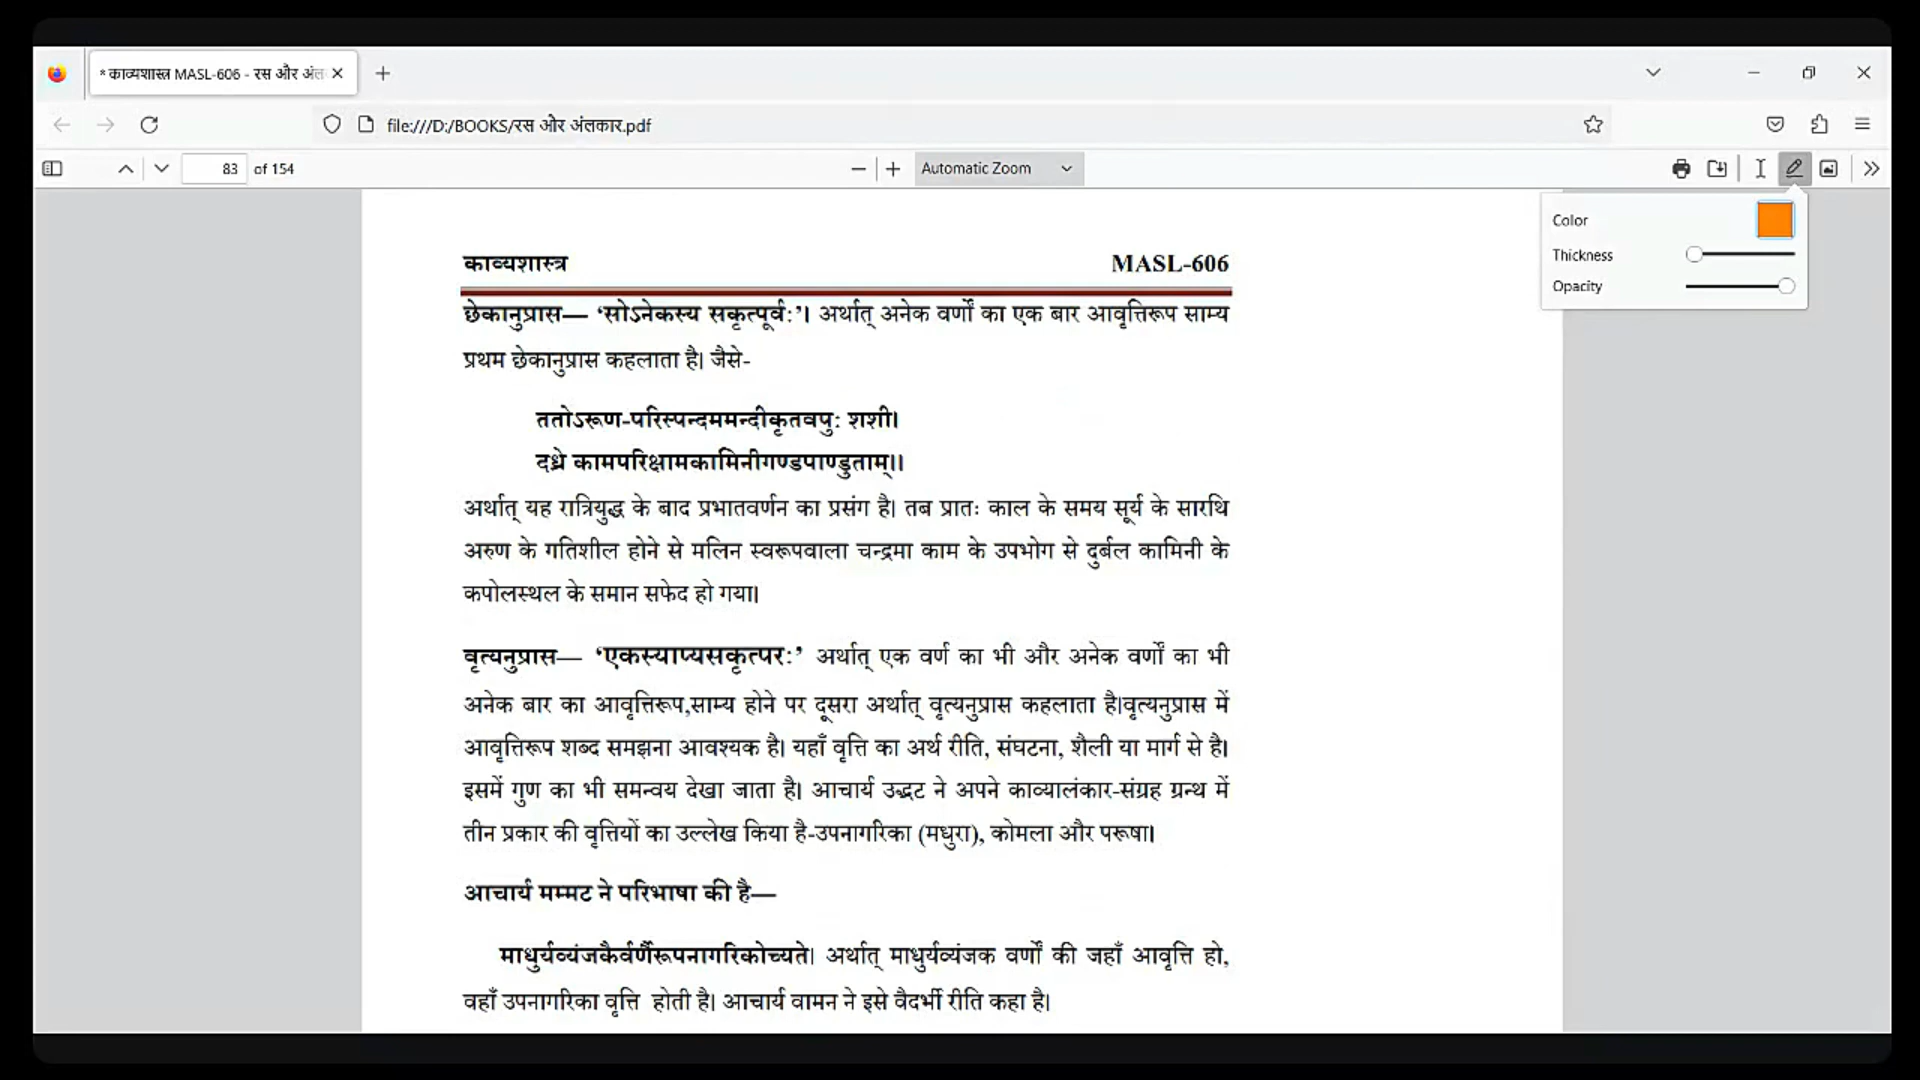 * काव्यशास्त्र MASL-606 - रस और अंल
file:///D:/BOOKS/रस और अंलकार.pdf
83 of 154
Automatic Zoom
Color
Thickness
Opacity
काव्यशास्त्र MASL-606
छेकानुप्रास— ‘सोऽनेकस्य सकृत्पूर्व:’। अर्थात् अनेक वर्णों का एक बार आवृत्तिरूप साम्य
प्रथम छेकानुप्रास कहलाता है। जैसे-
ततोऽरूण-परिस्पन्दममन्दीकृतवपु: शशी।
दध्रे कामपरिक्षामकामिनीगण्डपाण्डुताम्।।
अर्थात् यह रात्रियुद्ध के बाद प्रभातवर्णन का प्रसंग है। तब प्रातः काल के समय सूर्य के सारथि
अरुण के गतिशील होने से मलिन स्वरूपवाला चन्द्रमा काम के उपभोग से दुर्बल कामिनी के
कपोलस्थल के समान सफेद हो गया।
वृत्यनुप्रास— ‘एकस्याप्यसकृत्पर:’ अर्थात् एक वर्ण का भी और अनेक वर्णों का भी
अनेक बार का आवृत्तिरूप,साम्य होने पर दूसरा अर्थात् वृत्यनुप्रास कहलाता है।वृत्यनुप्रास में
आवृत्तिरूप शब्द समझना आवश्यक है। यहाँ वृत्ति का अर्थ रीति, संघटना, शैली या मार्ग से है।
इसमें गुण का भी समन्वय देखा जाता है। आचार्य उद्भट ने अपने काव्यालंकार-संग्रह ग्रन्थ में
तीन प्रकार की वृत्तियों का उल्लेख किया है-उपनागरिका (मधुरा), कोमला और परूषा।
आचार्य मम्मट ने परिभाषा की है—
माधुर्यव्यंजकैर्वर्णैरूपनागरिकोच्यते। अर्थात् माधुर्यव्यंजक वर्णों की जहाँ आवृत्ति हो,
वहाँ उपनागरिका वृत्ति होती है। आचार्य वामन ने इसे वैदर्भी रीति कहा है।